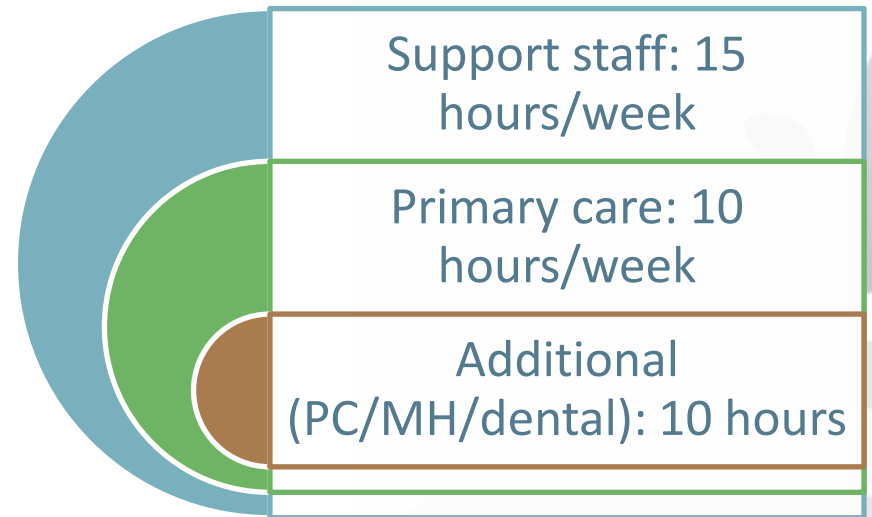 Support staff: 15
hours/week
Primary care: 10
hours/week
Additional
(PC/MH/dental): 10 hours